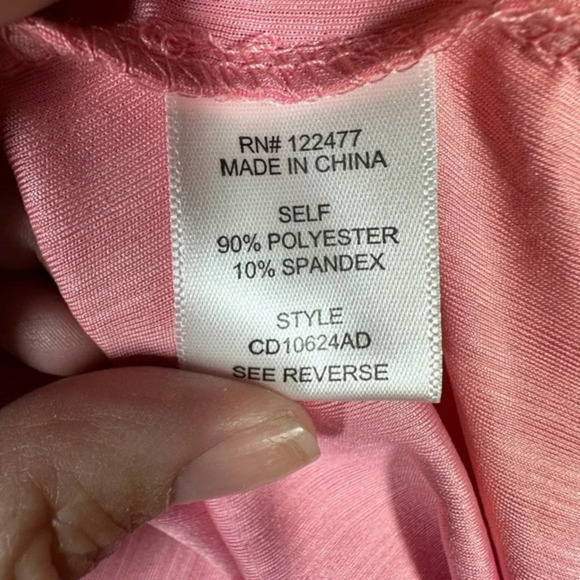 RN# 122477
MADE IN CHINA
SELF
90% POLYESTER
10% SPANDEX
STYLE
CD10624AD
SEE REVERSE